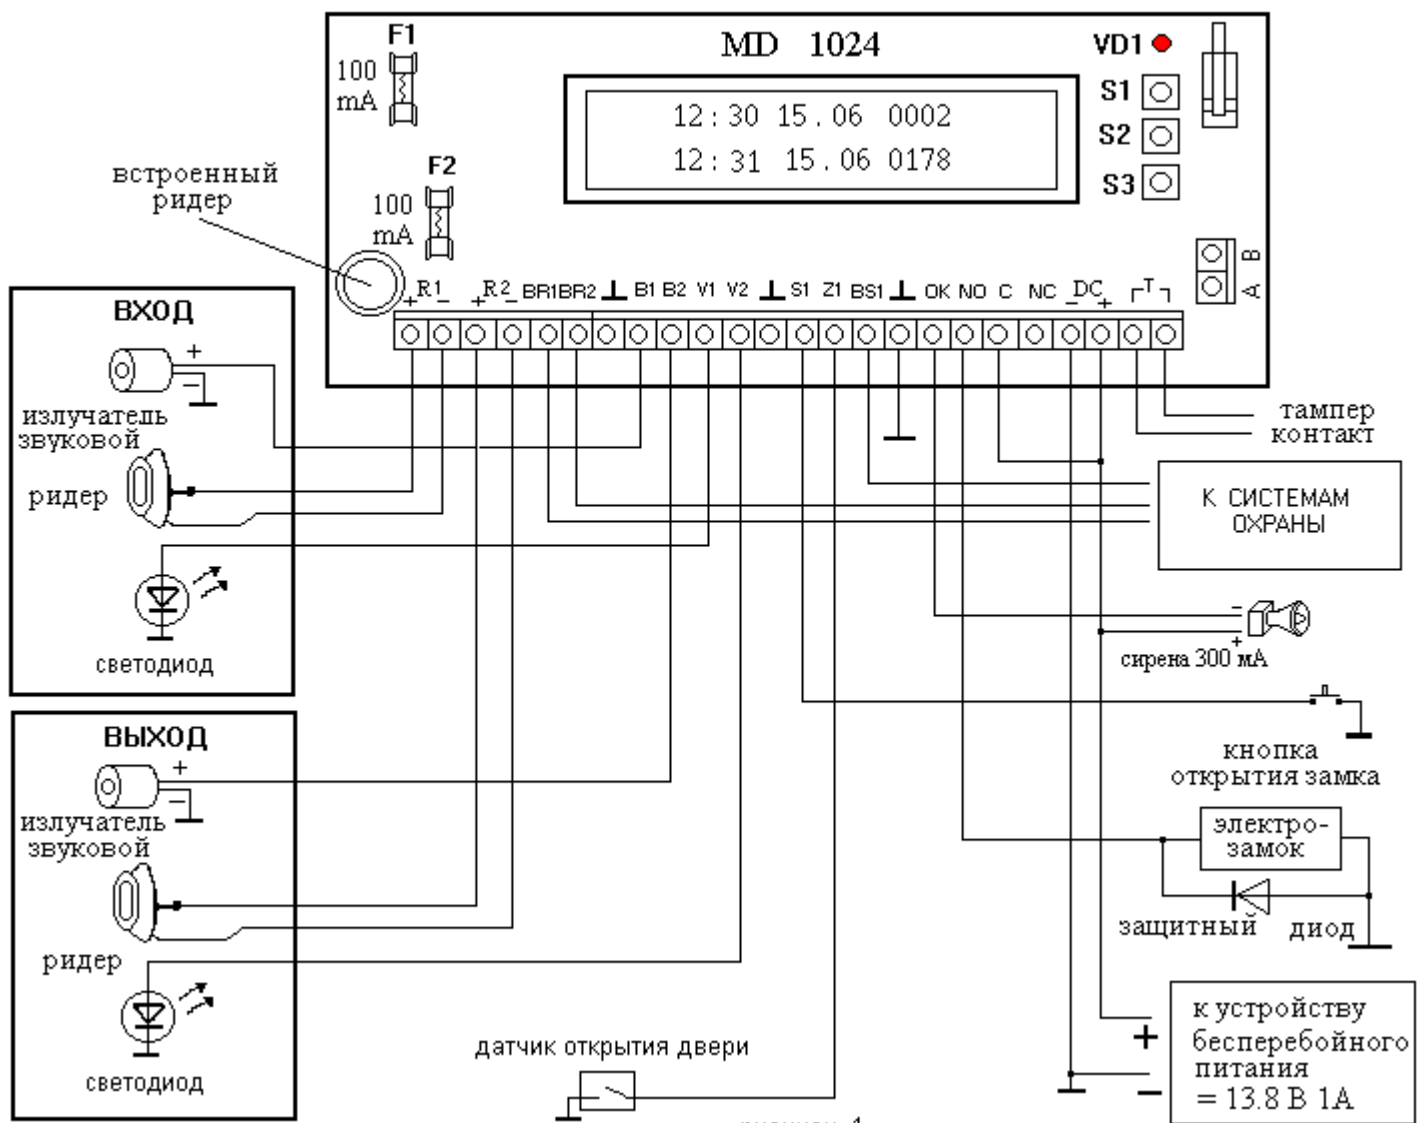 F1
MD 1024
VD1
100
mA
S1
12:30 15.06 0002
S2
12:31 15.06 0178
F2
S3
встроенный
ридер
100
mA
B
A
+ R1 –
+ R2 –
BR1 BR2 ⊥ B1 B2 V1 V2 ⊥ S1 Z1 BS1 ⊥ OK NO C NC – DC + T
ВХОД
+
–
излучатель
звуковой
ридер
светодиод
тампер
контакт
К СИСТЕМАМ
ОХРАНЫ
–
+
сирена 300 мА
кнопка
открытия замка
ВЫХОД
+
–
излучатель
звуковой
ридер
светодиод
электро-
замок
защитный диод
к устройству
бесперебойного
питания
= 13.8 В 1А
+
–
датчик открытия двери